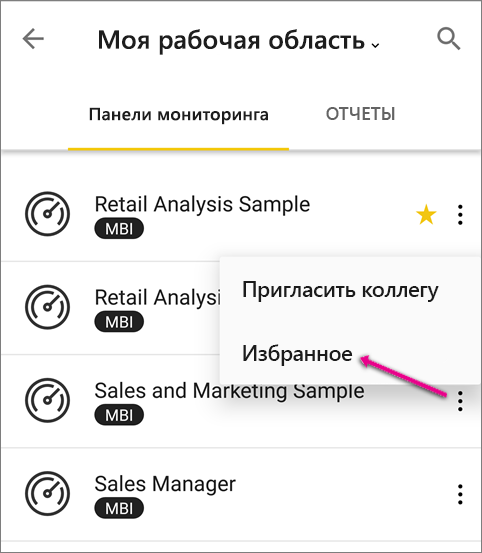 Моя рабочая область
Панели мониторинга
ОТЧЕТЫ
Retail Analysis Sample
MBI
Retail Analysis
MBI
Пригласить коллегу
Избранное
Sales and Marketing Sample
MBI
Sales Manager
MBI